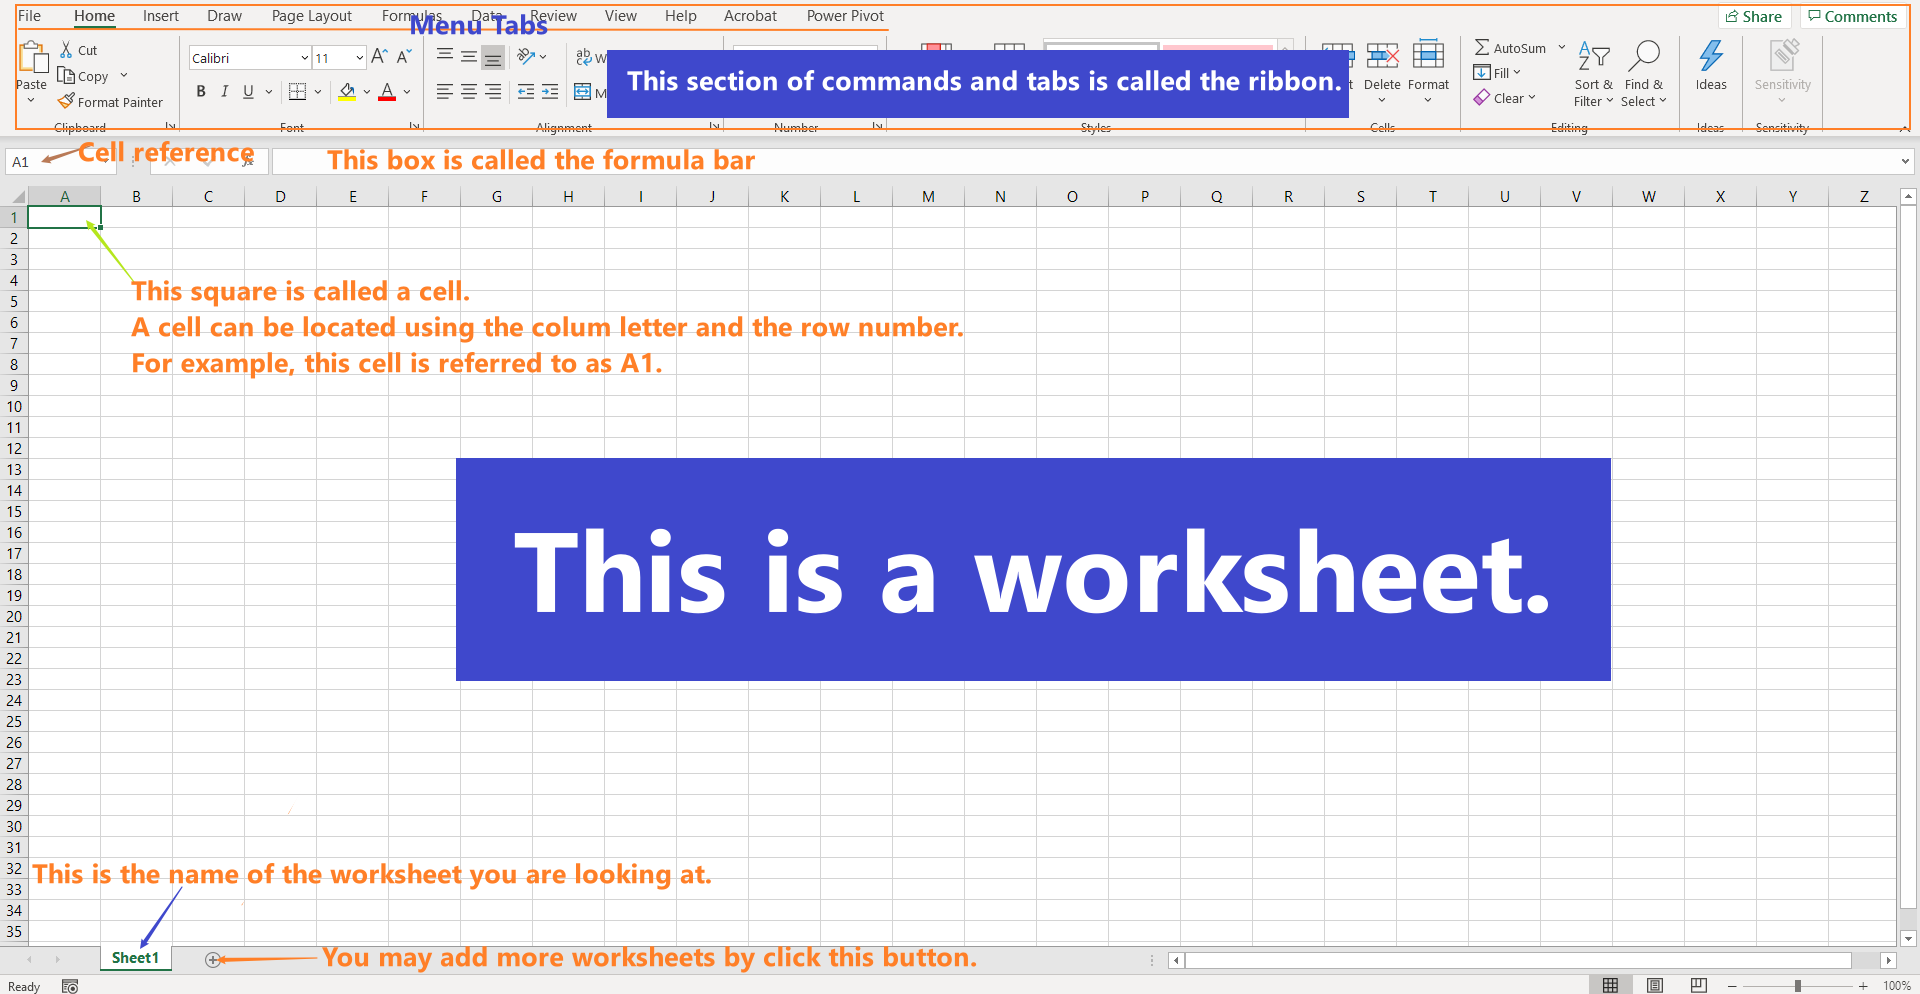 File Home Insert Draw Page Layout Formulas Data Review View Help Acrobat Power Pivot Share Comments
Menu Tabs
Cut
Copy
Format Painter
Paste
Clipboard
Calibri 11
B I U
Font
ab
W
M
Alignment
Number
This section of commands and tabs is called the ribbon.
Styles
Delete Format
Cells
AutoSum
Fill
Clear
Sort & Filter
Find & Select
Editing
Ideas
Ideas
Sensitivity
Sensitivity
A1
Cell reference
fx
This box is called the formula bar
A B C D E F G H I J K L M N O P Q R S T U V W X Y Z
1
2
3
4
This square is called a cell.
5
6
A cell can be located using the colum letter and the row number.
7
8
For example, this cell is referred to as A1.
9
10
11
12
13
14
15
16
17
18
This is a worksheet.
19
20
21
22
23
24
25
26
27
28
29
30
31
32
This is the name of the worksheet you are looking at.
33
34
35
Sheet1
You may add more worksheets by click this button.
Ready
100%